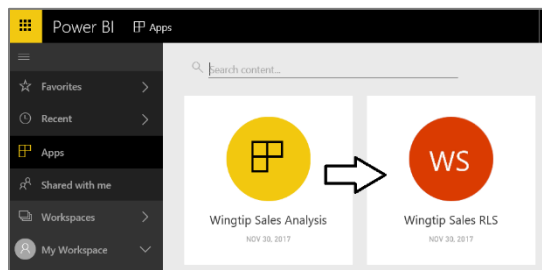 Power BI Apps
Search content...
Favorites
Recent
Apps
Shared with me
Workspaces
My Workspace
Wingtip Sales Analysis
NOV 30, 2017
WS
Wingtip Sales RLS
NOV 30, 2017